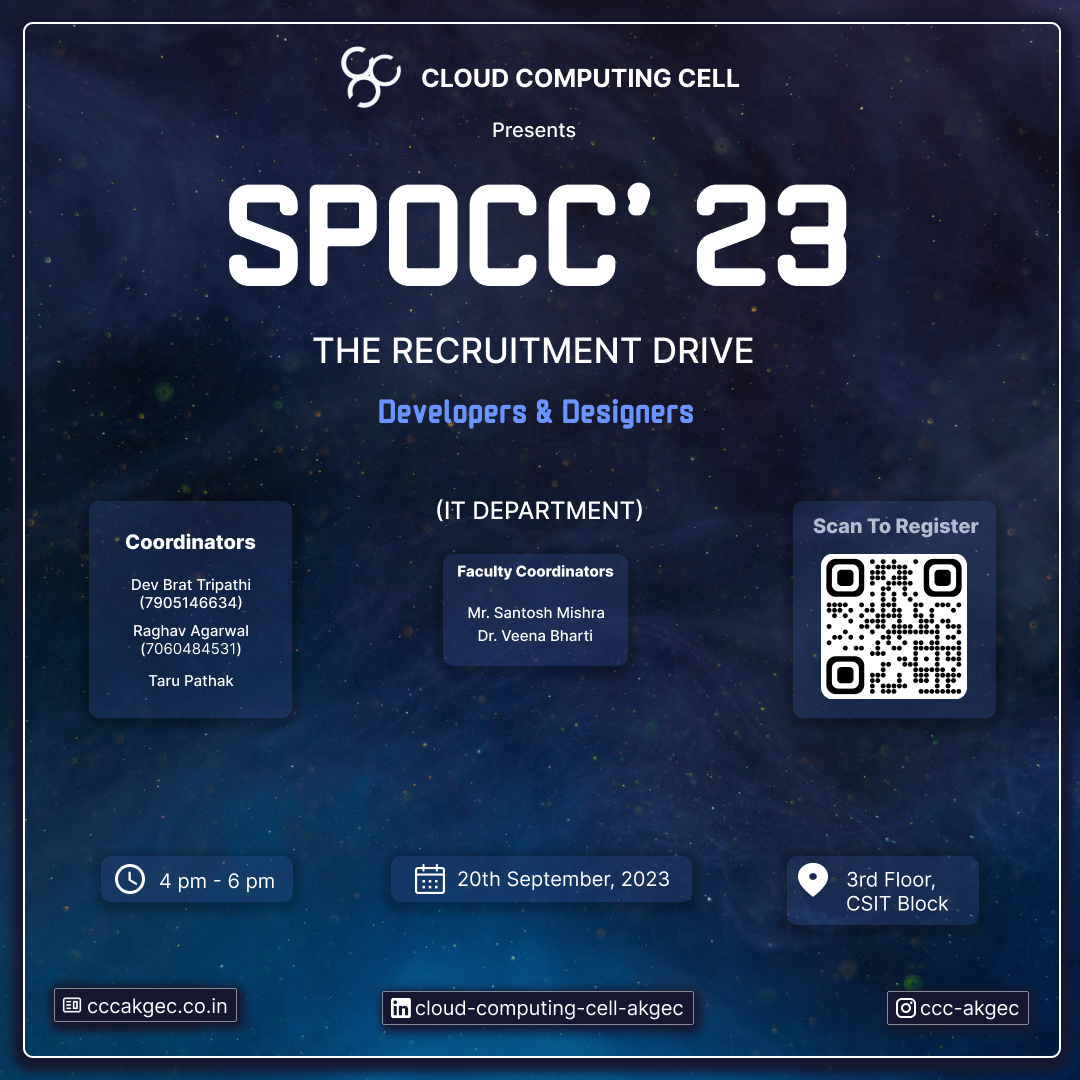 CLOUD COMPUTING CELL
Presents
SPOCC' 23
THE RECRUITMENT DRIVE
Developers & Designers
(IT DEPARTMENT)
Coordinators
Dev Brat Tripathi
(7905146634)
Raghav Agarwal
(7060484531)
Taru Pathak
Faculty Coordinators
Mr. Santosh Mishra
Dr. Veena Bharti
Scan To Register
4 pm - 6 pm
20th September, 2023
3rd Floor,
CSIT Block
cccakgec.co.in
cloud-computing-cell-akgec
ccc-akgec